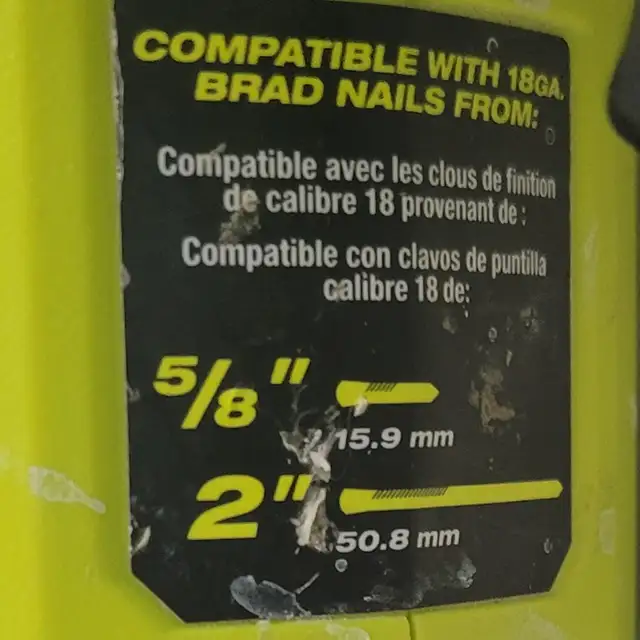 COMPATIBLE WITH 18GA.
BRAD NAILS FROM:
Compatible avec les clous de finition
de calibre 18 provenant de :
Compatible con clavos de puntilla
calibre 18 de:
5/8"
15.9 mm
2"
50.8 mm